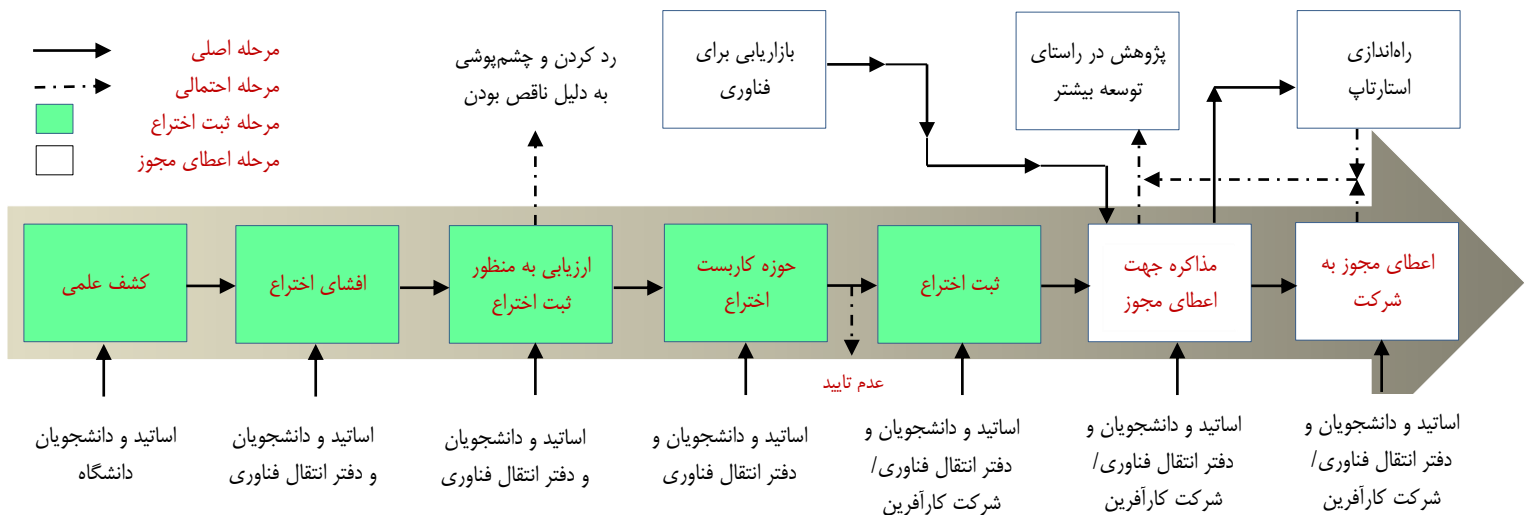 مرحله اصلی
مرحله احتمالی
مرحله ثبت اختراع
مرحله اعطای مجوز
رد کردن و چشم‌پوشی
به دلیل ناقص بودن
بازاریابی برای
فناوری
پژوهش در راستای
توسعه بیشتر
راه‌اندازی
استارتاپ
کشف علمی
افشای اختراع
ارزیابی به منظور
ثبت اختراع
حوزه کاربست
اختراع
ثبت اختراع
مذاکره جهت
اعطای مجوز
اعطای مجوز به
شرکت
عدم تایید
اساتید و دانشجویان
دانشگاه
اساتید و دانشجویان
و دفتر انتقال فناوری
اساتید و دانشجویان
و دفتر انتقال فناوری
اساتید و دانشجویان و
دفتر انتقال فناوری
اساتید و دانشجویان و
دفتر انتقال فناوری/
شرکت کارآفرین
اساتید و دانشجویان و
دفتر انتقال فناوری/
شرکت کارآفرین
اساتید و دانشجویان و
دفتر انتقال فناوری/
شرکت کارآفرین